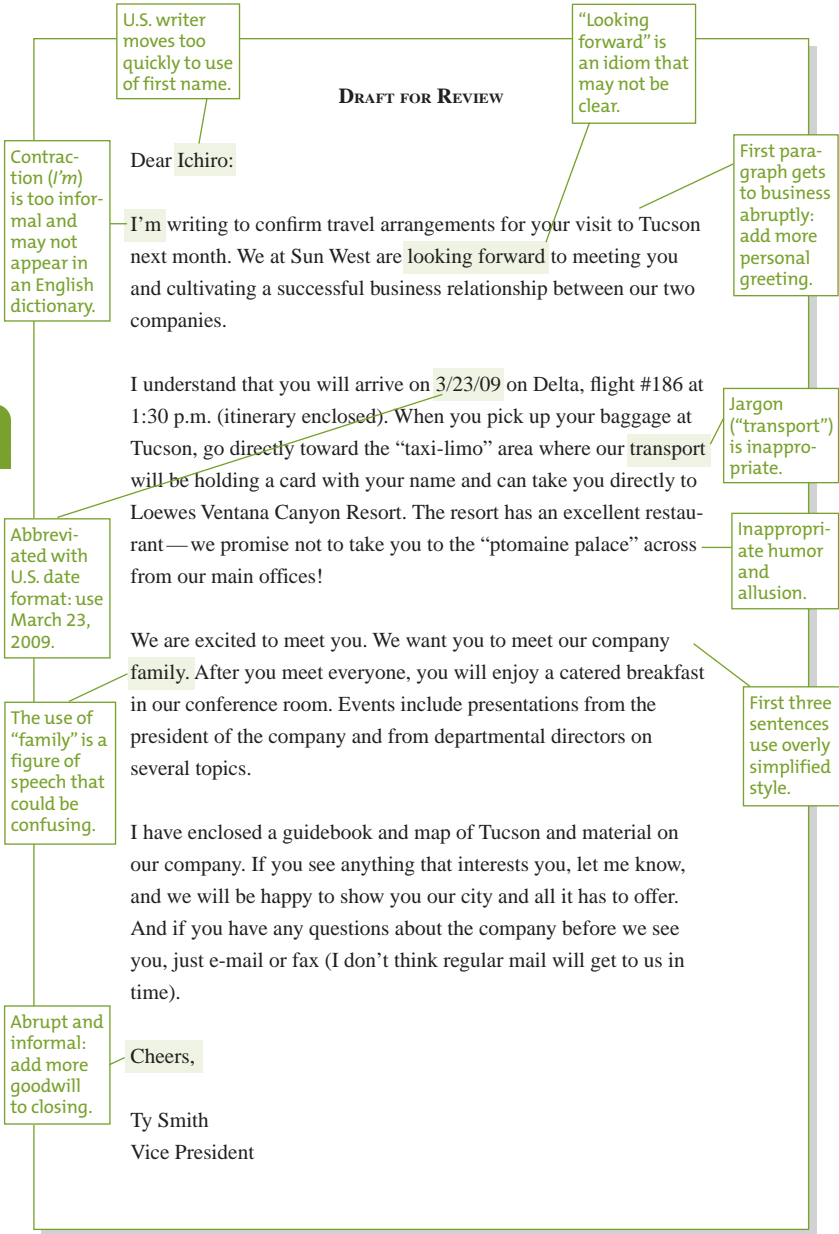 U.S. writer
moves too
quickly to use
of first name.
“Looking
forward” is
an idiom that
may not be
clear.
DRAFT FOR REVIEW
Contrac-
tion (I’m)
is too infor-
mal and
may not
appear in
an English
dictionary.
First para-
graph gets
to business
abruptly:
add more
personal
greeting.
Dear Ichiro:
I’m writing to confirm travel arrangements for your visit to Tucson
next month. We at Sun West are looking forward to meeting you
and cultivating a successful business relationship between our two
companies.
I understand that you will arrive on 3/23/09 on Delta, flight #186 at
1:30 p.m. (itinerary enclosed). When you pick up your baggage at
Tucson, go directly toward the “taxi-limo” area where our transport
will be holding a card with your name and can take you directly to
Loewes Ventana Canyon Resort. The resort has an excellent restau-
rant — we promise not to take you to the “ptomaine palace” across
from our main offices!
Jargon
(“transport”)
is inappro-
priate.
Abbrevi-
ated with
U.S. date
format: use
March 23,
2009.
Inappropri-
ate humor
and
allusion.
We are excited to meet you. We want you to meet our company
family. After you meet everyone, you will enjoy a catered breakfast
in our conference room. Events include presentations from the
president of the company and from departmental directors on
several topics.
The use of
“family” is a
figure of
speech that
could be
confusing.
First three
sentences
use overly
simplified
style.
I have enclosed a guidebook and map of Tucson and material on
our company. If you see anything that interests you, let me know,
and we will be happy to show you our city and all it has to offer.
And if you have any questions about the company before we see
you, just e-mail or fax (I don’t think regular mail will get to us in
time).
Abrupt and
informal:
add more
goodwill
to closing.
Cheers,
Ty Smith
Vice President